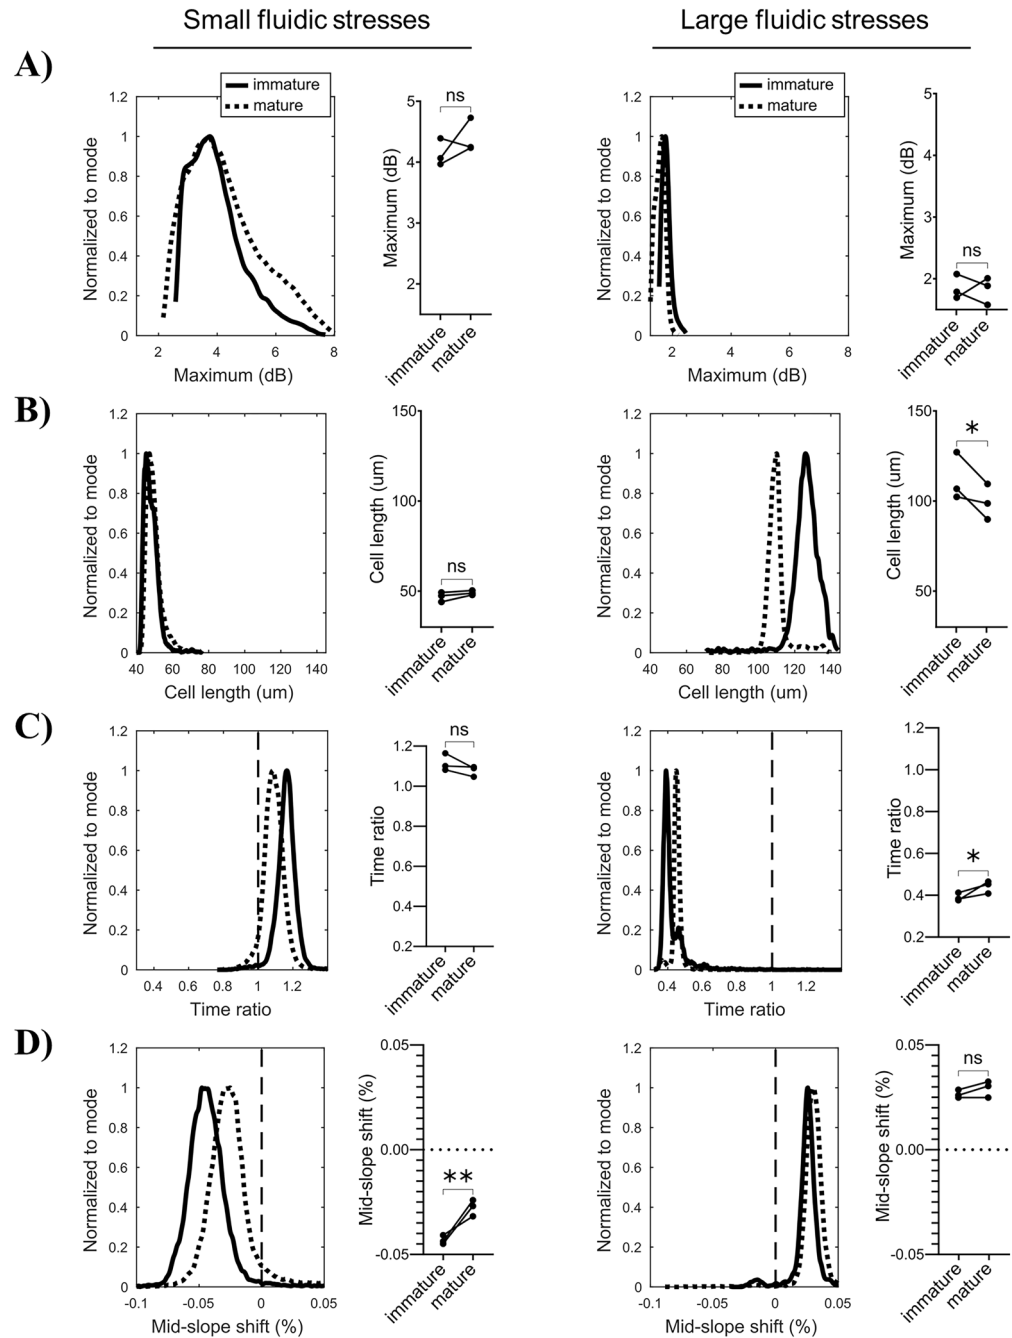 Small fluidic stresses
Large fluidic stresses
A)
immature
mature
1.2
1
0.8
0.6
0.4
0.2
0
Normalized to mode
2
4
6
8
Maximum (dB)
ns
5
4
3
2
Maximum (dB)
immature
mature
immature
mature
1.2
1
0.8
0.6
0.4
0.2
0
Normalized to mode
2
4
6
8
Maximum (dB)
ns
5
4
3
2
Maximum (dB)
immature
mature
B)
1.2
1
0.8
0.6
0.4
0.2
0
Normalized to mode
40 60 80 100 120 140
Cell length (um)
150
100
50
ns
Cell length (um)
immature
mature
1.2
1
0.8
0.6
0.4
0.2
0
Normalized to mode
40 60 80 100 120 140
Cell length (um)
150
100
50
*
Cell length (um)
immature
mature
C)
1.2
1
0.8
0.6
0.4
0.2
0
Normalized to mode
0.4 0.6 0.8 1 1.2
Time ratio
ns
1.2
1.0
0.8
0.6
0.4
0.2
Time ratio
immature
mature
1.2
1
0.8
0.6
0.4
0.2
0
Normalized to mode
0.4 0.6 0.8 1 1.2
Time ratio
1.2
1.0
0.8
0.6
0.4
0.2
*
Time ratio
immature
mature
D)
1.2
1
0.8
0.6
0.4
0.2
0
Normalized to mode
-0.1 -0.05 0 0.05
Mid-slope shift (%)
0.05
0.00
-0.05
**
Mid-slope shift (%)
immature
mature
1.2
1
0.8
0.6
0.4
0.2
0
Normalized to mode
-0.1 -0.05 0 0.05
Mid-slope shift (%)
0.05
0.00
-0.05
ns
Mid-slope shift (%)
immature
mature